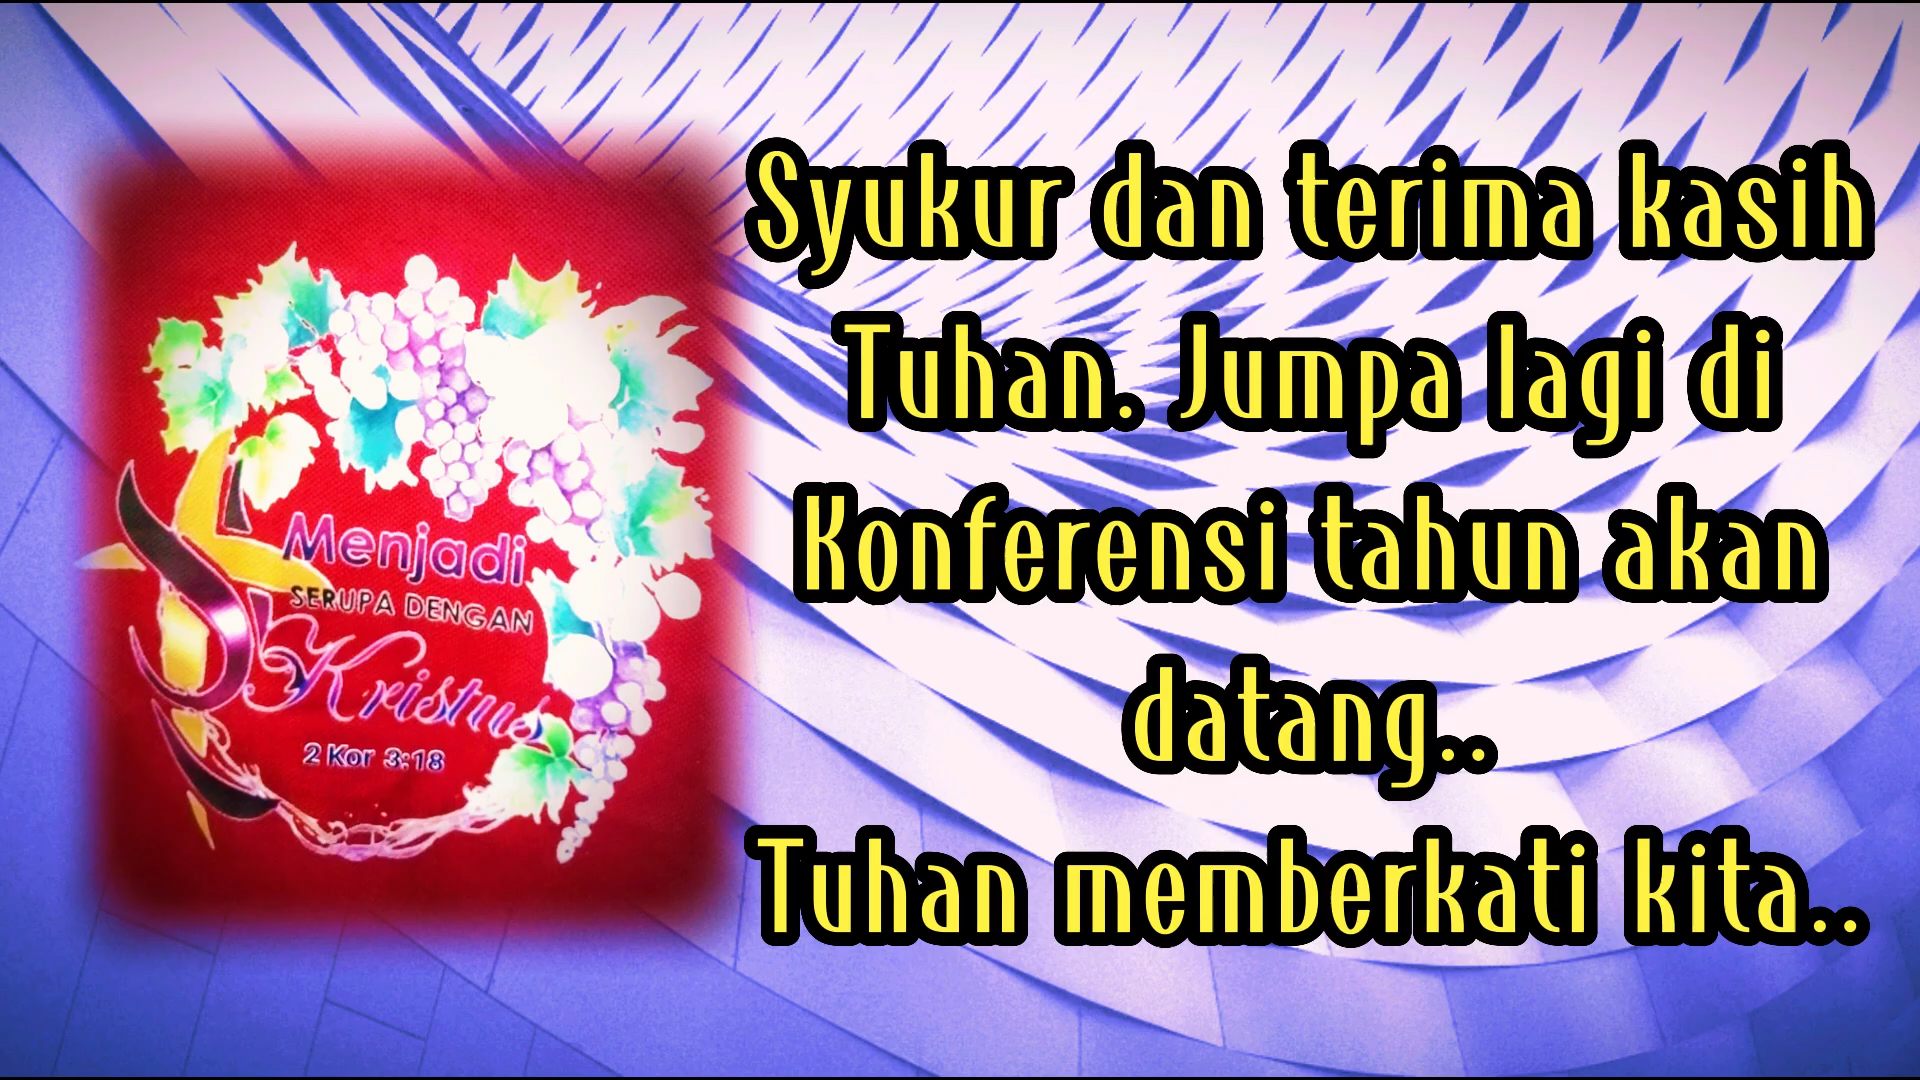 Menjadi
SERUPA DENGAN
Kristus
2 Kor 3:18
Syukur dan terima kasih
Tuhan. Jumpa lagi di
Konferensi tahun akan
datang..
Tuhan memberkati kita..